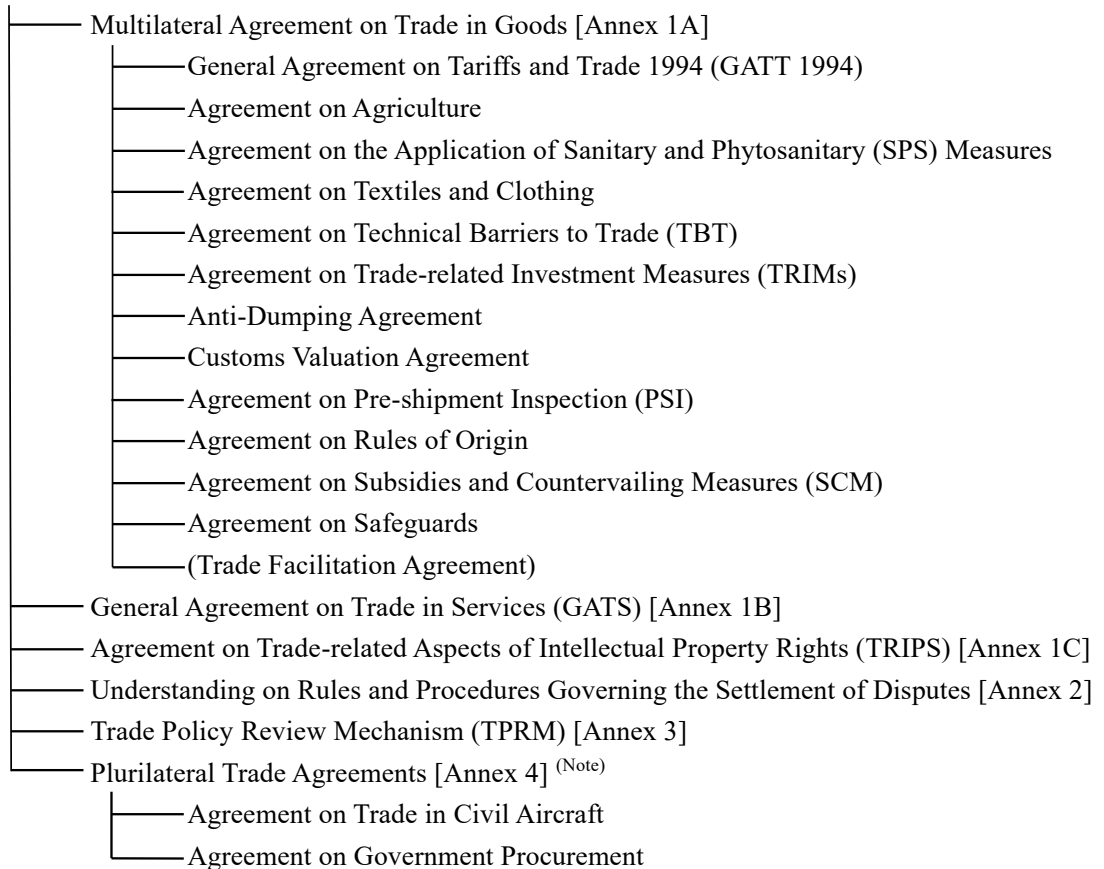 Multilateral Agreement on Trade in Goods [Annex 1A]
General Agreement on Tariffs and Trade 1994 (GATT 1994)
Agreement on Agriculture
Agreement on the Application of Sanitary and Phytosanitary (SPS) Measures
Agreement on Textiles and Clothing
Agreement on Technical Barriers to Trade (TBT)
Agreement on Trade-related Investment Measures (TRIMs)
Anti-Dumping Agreement
Customs Valuation Agreement
Agreement on Pre-shipment Inspection (PSI)
Agreement on Rules of Origin
Agreement on Subsidies and Countervailing Measures (SCM)
Agreement on Safeguards
(Trade Facilitation Agreement)
General Agreement on Trade in Services (GATS) [Annex 1B]
Agreement on Trade-related Aspects of Intellectual Property Rights (TRIPS) [Annex 1C]
Understanding on Rules and Procedures Governing the Settlement of Disputes [Annex 2]
Trade Policy Review Mechanism (TPRM) [Annex 3]
Plurilateral Trade Agreements [Annex 4] (Note)
Agreement on Trade in Civil Aircraft
Agreement on Government Procurement